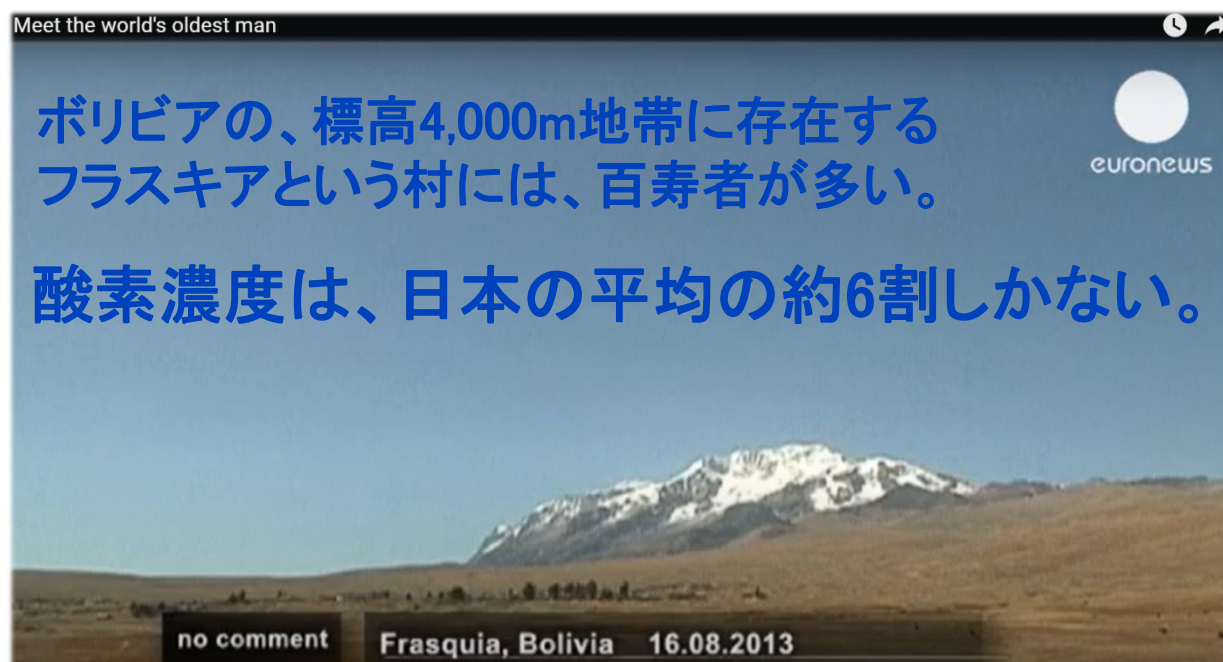 Meet the world's oldest man
euronews
ボリビアの、標高4,000m地帯に存在する
フラスキアという村には、百寿者が多い。
酸素濃度は、日本の平均の約6割しかない。
no comment
Frasquia, Bolivia 16.08.2013